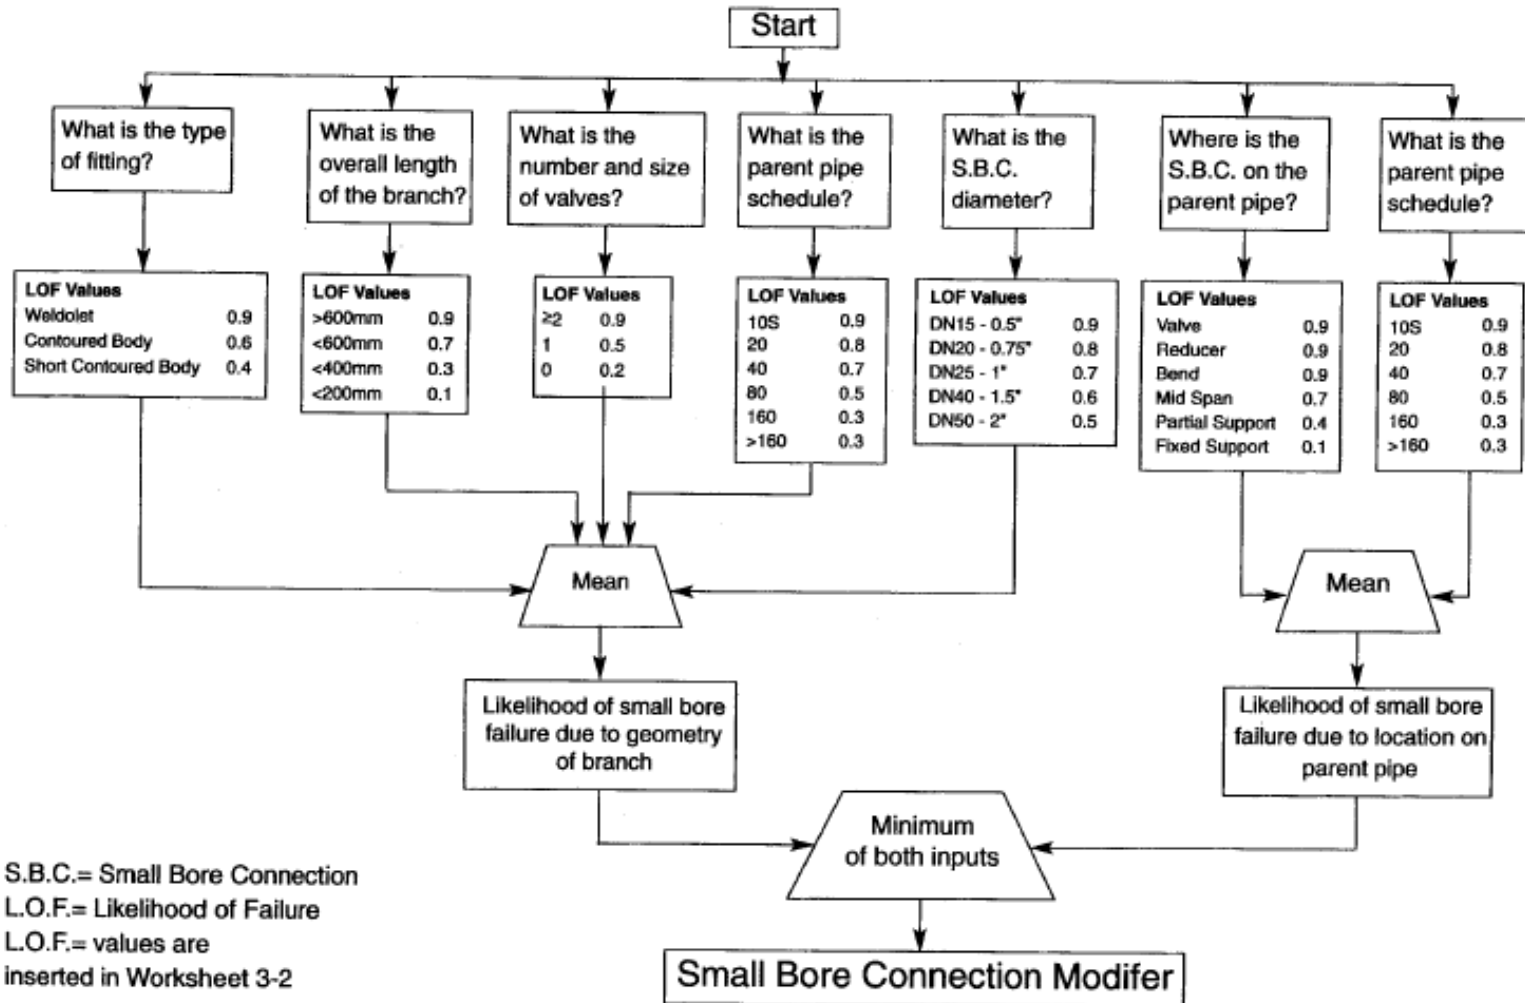 Start
What is the type
of fitting?
What is the
overall length
of the branch?
What is the
number and size
of valves?
What is the
parent pipe
schedule?
What is the
S.B.C.
diameter?
Where is the
S.B.C. on the
parent pipe?
What is the
parent pipe
schedule?
LOF Values
Weldolet 0.9
Contoured Body 0.6
Short Contoured Body 0.4
LOF Values
>600mm 0.9
<600mm 0.7
<400mm 0.3
<200mm 0.1
LOF Values
≥2 0.9
1 0.5
0 0.2
LOF Values
10S 0.9
20 0.8
40 0.7
80 0.5
160 0.3
>160 0.3
LOF Values
DN15 - 0.5" 0.9
DN20 - 0.75" 0.8
DN25 - 1" 0.7
DN40 - 1.5" 0.6
DN50 - 2" 0.5
LOF Values
Valve 0.9
Reducer 0.9
Bend 0.9
Mid Span 0.7
Partial Support 0.4
Fixed Support 0.1
LOF Values
10S 0.9
20 0.8
40 0.7
80 0.5
160 0.3
>160 0.3
Mean
Mean
Likelihood of small bore
failure due to geometry
of branch
Likelihood of small bore
failure due to location on
parent pipe
Minimum
of both inputs
S.B.C.= Small Bore Connection
L.O.F.= Likelihood of Failure
L.O.F.= values are
inserted in Worksheet 3-2
Small Bore Connection Modifer